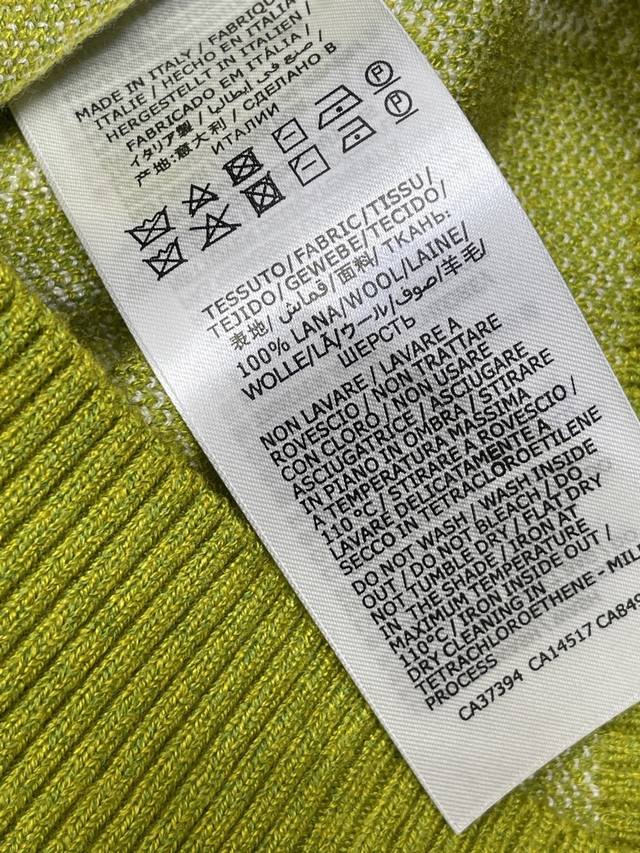 MADE IN ITALY / FABRIQUÉ
ITALIE / HECHO EN ITALIA
HERGESTELLT IN ITALIEN /
FABRICADO EM ITÁLIA /
イタリア製 / صنع في ايطاليا /
产地:意大利 / СДЕЛАНО В
ИТАЛИИ
P
P
TESSUTO/FABRIC/TISSU/
TEJIDO/GEWEBE/TECIDO/
表地/ قماش/面料/ ТКАНЬ:
100% LANA/WOOL/LAINE/
WOLLE/LÃ/ウール/صوف/羊毛/
ШЕРСТЬ
NON LAVARE / LAVARE A
ROVESCIO / NON TRATTARE
CON CLORO / NON USARE
ASCIUGATRICE / ASCIUGARE
IN PIANO IN OMBRA / STIRARE
A TEMPERATURA MASSIMA
110 °C / STIRARE A ROVESCIO /
LAVARE DELICATAMENTE A
SECCO IN TETRACLOROETILENE
DO NOT WASH / WASH INSIDE
OUT / DO NOT BLEACH / DO
NOT TUMBLE DRY / FLAT DRY
IN THE SHADE / IRON AT
MAXIMUM TEMPERATURE
110°C / IRON INSIDE OUT /
DRY CLEANING IN
TETRACHLOROETHENE - MILD
PROCESS
CA37394 CA14517 CA849